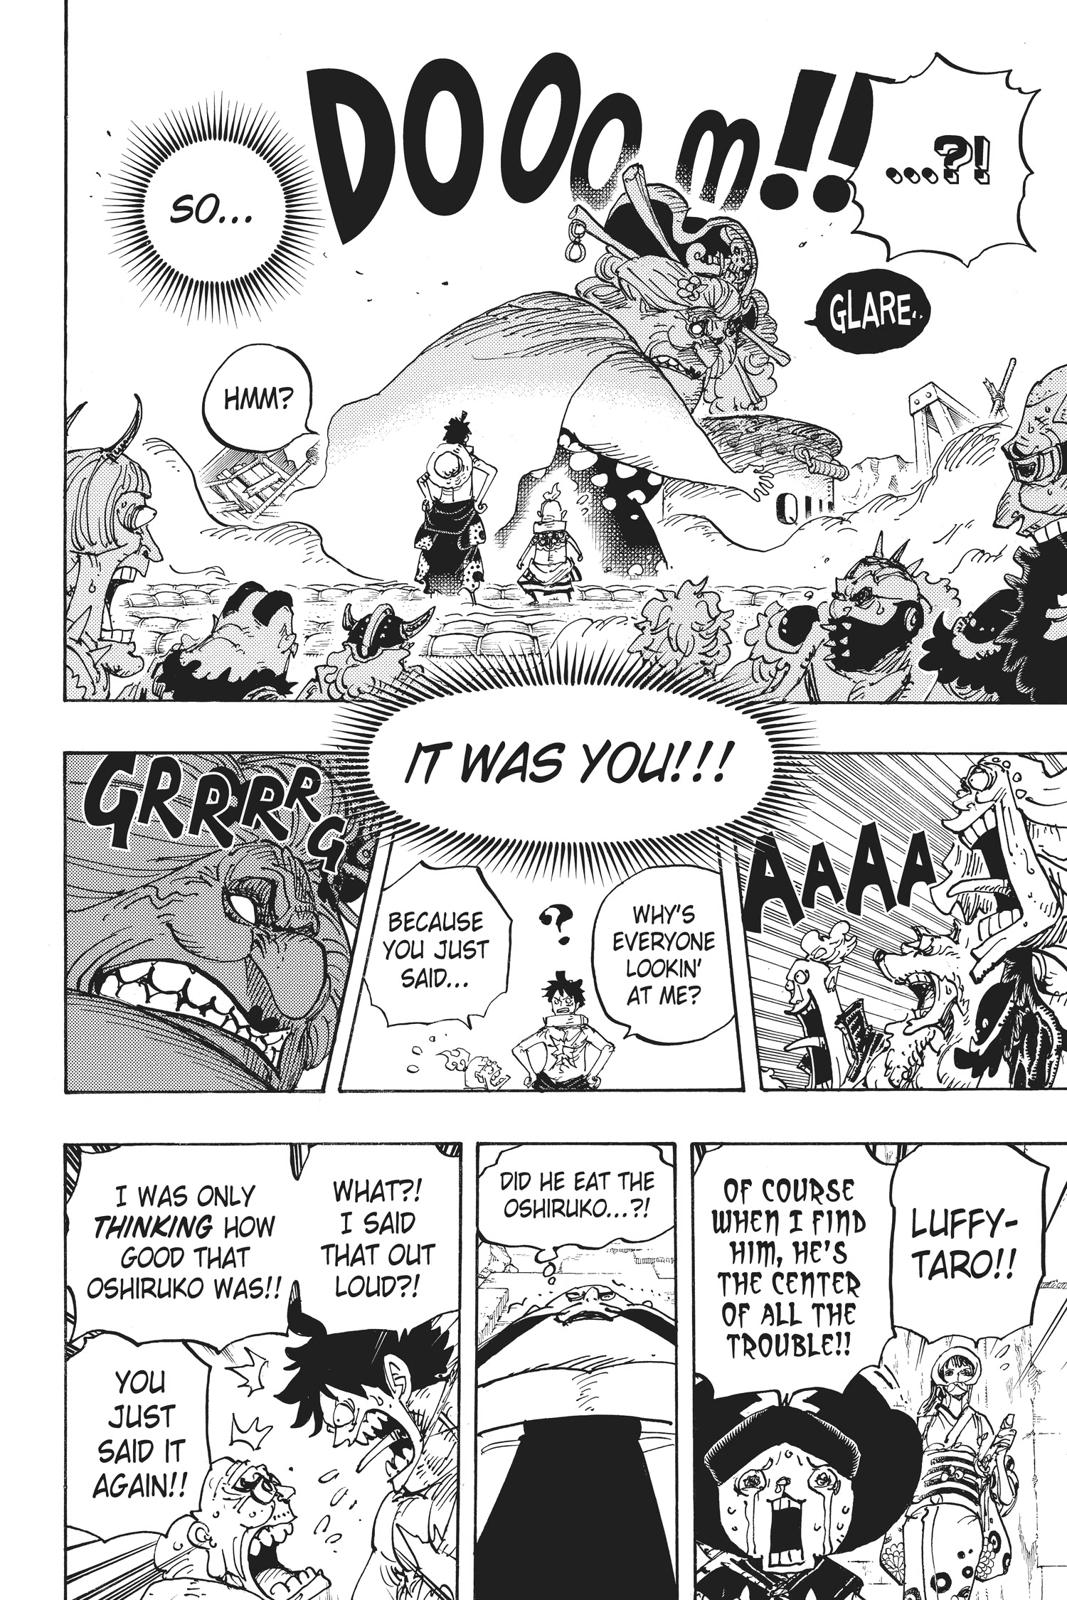 ...?!
DOOOOM!!
SO...
GLARE..
HMM?
IT WAS YOU!!!
AAAA
WHY'S
EVERYONE
LOOKIN'
AT ME?
?
BECAUSE
YOU JUST
SAID...
GRRRRG
LUFFY-
TARO!!
OF COURSE
WHEN I FIND
HIM, HE'S
THE CENTER
OF ALL THE
TROUBLE!!
DID HE EAT THE
OSHIRUKO...?!
WHAT?!
I SAID
THAT OUT
LOUD?!
I WAS ONLY
THINKING HOW
GOOD THAT
OSHIRUKO WAS!!
YOU
JUST
SAID IT
AGAIN!!